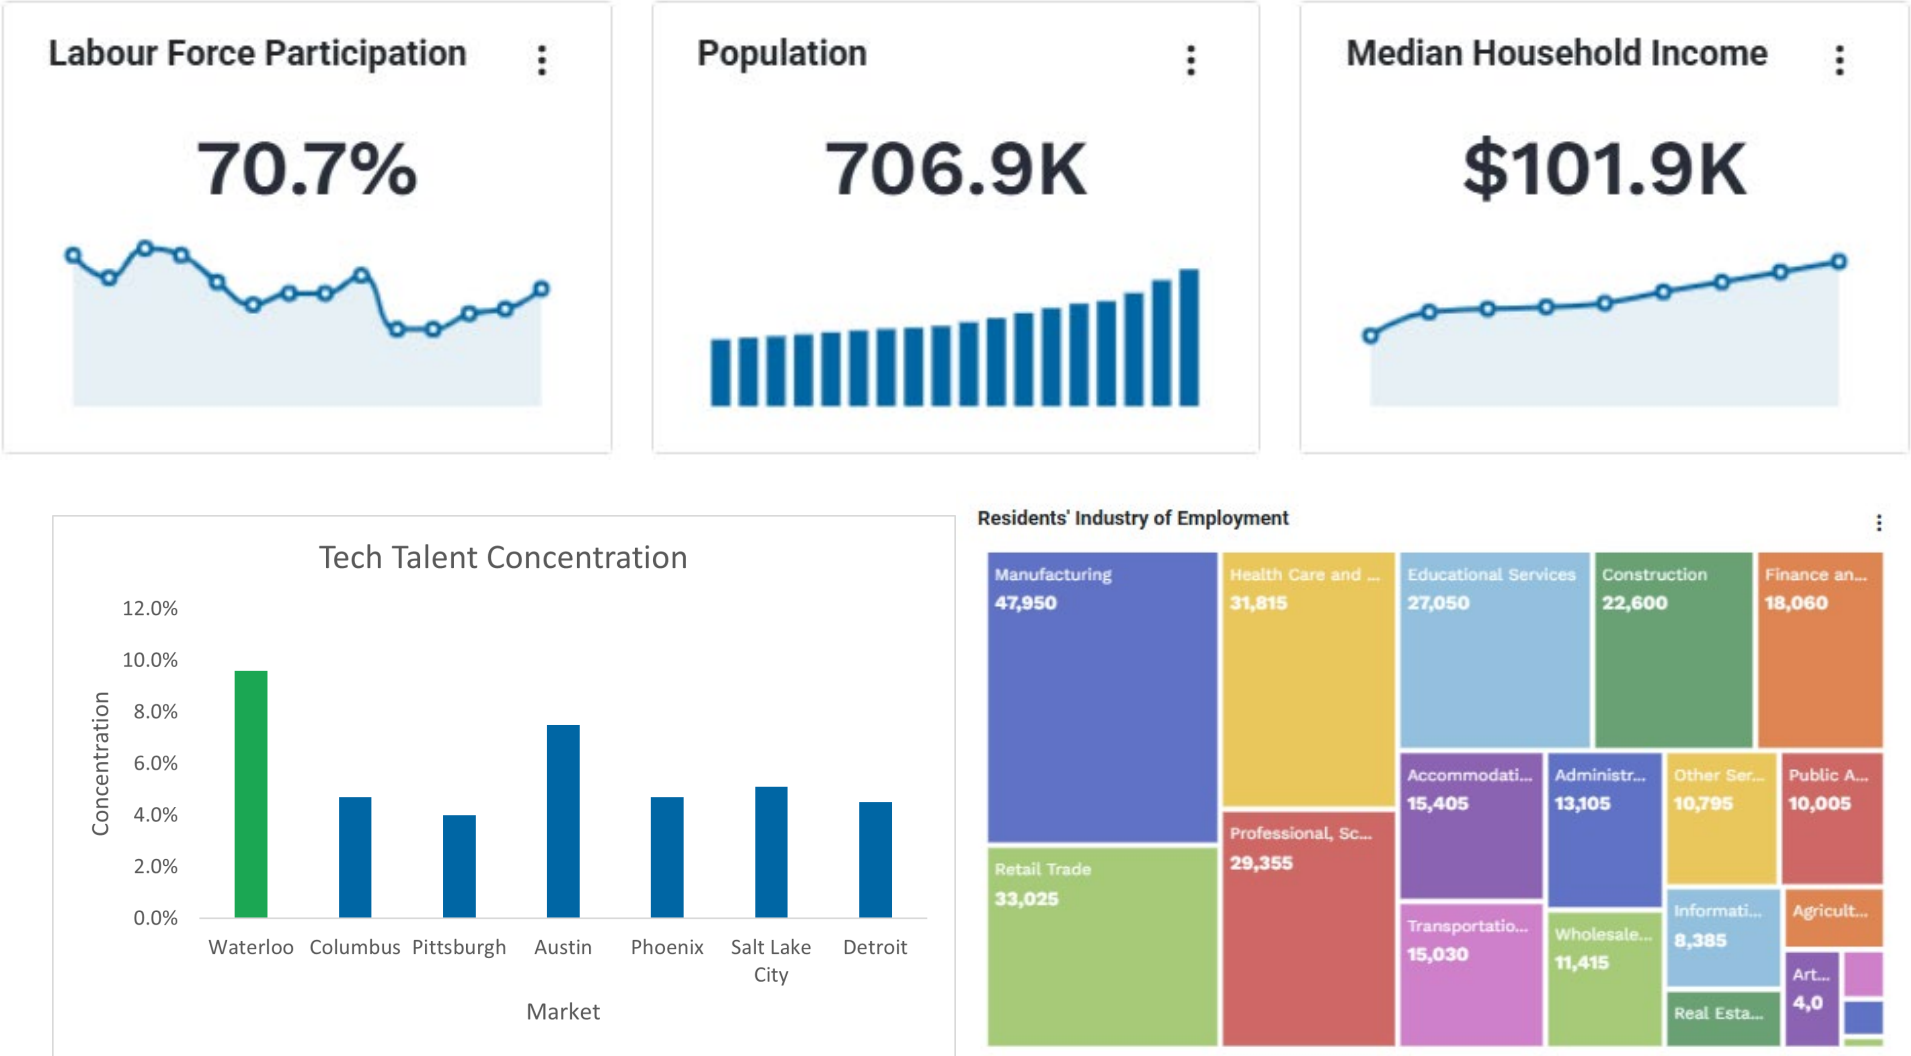 Labour Force Participation
70.7%
Population
706.9K
Median Household Income
$101.9K
Tech Talent Concentration
12.0%
10.0%
8.0%
6.0%
4.0%
2.0%
0.0%
Concentration
Waterloo
Columbus
Pittsburgh
Austin
Phoenix
Salt Lake
City
Detroit
Market
Residents' Industry of Employment
Manufacturing
47,950
Retail Trade
33,025
Health Care and ...
31,815
Professional, Sc...
29,355
Educational Services
27,050
Construction
22,600
Finance an...
18,060
Accommodati...
15,405
Transportatio...
15,030
Administr...
13,105
Wholesale...
11,415
Other Ser...
10,795
Public A...
10,005
Informati...
8,385
Real Esta...
Agricult...
Art...
4,0